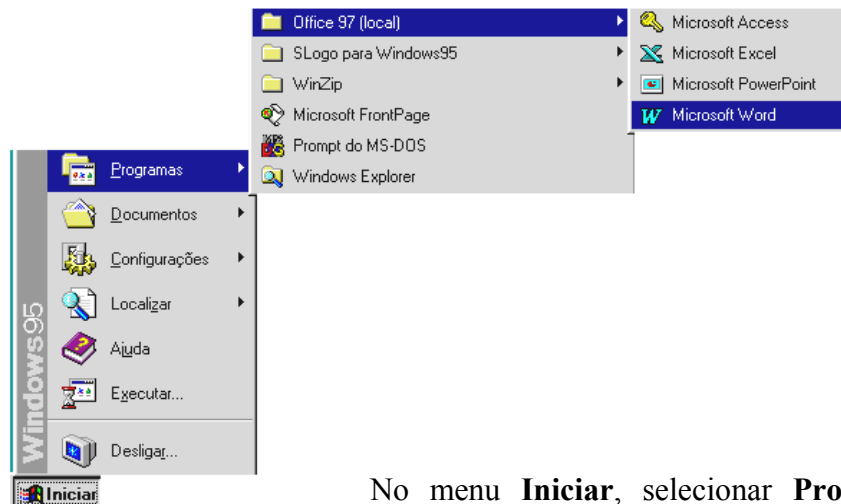 Office 97 (local)
SLogo para Windows95
WinZip
Microsoft FrontPage
Prompt do MS-DOS
Windows Explorer
Microsoft Access
Microsoft Excel
Microsoft PowerPoint
Microsoft Word
Programas
Documentos
Configurações
Localizar
Ajuda
Executar...
Desligar...
Windows95
Iniciar
No menu Iniciar, selecionar Pro